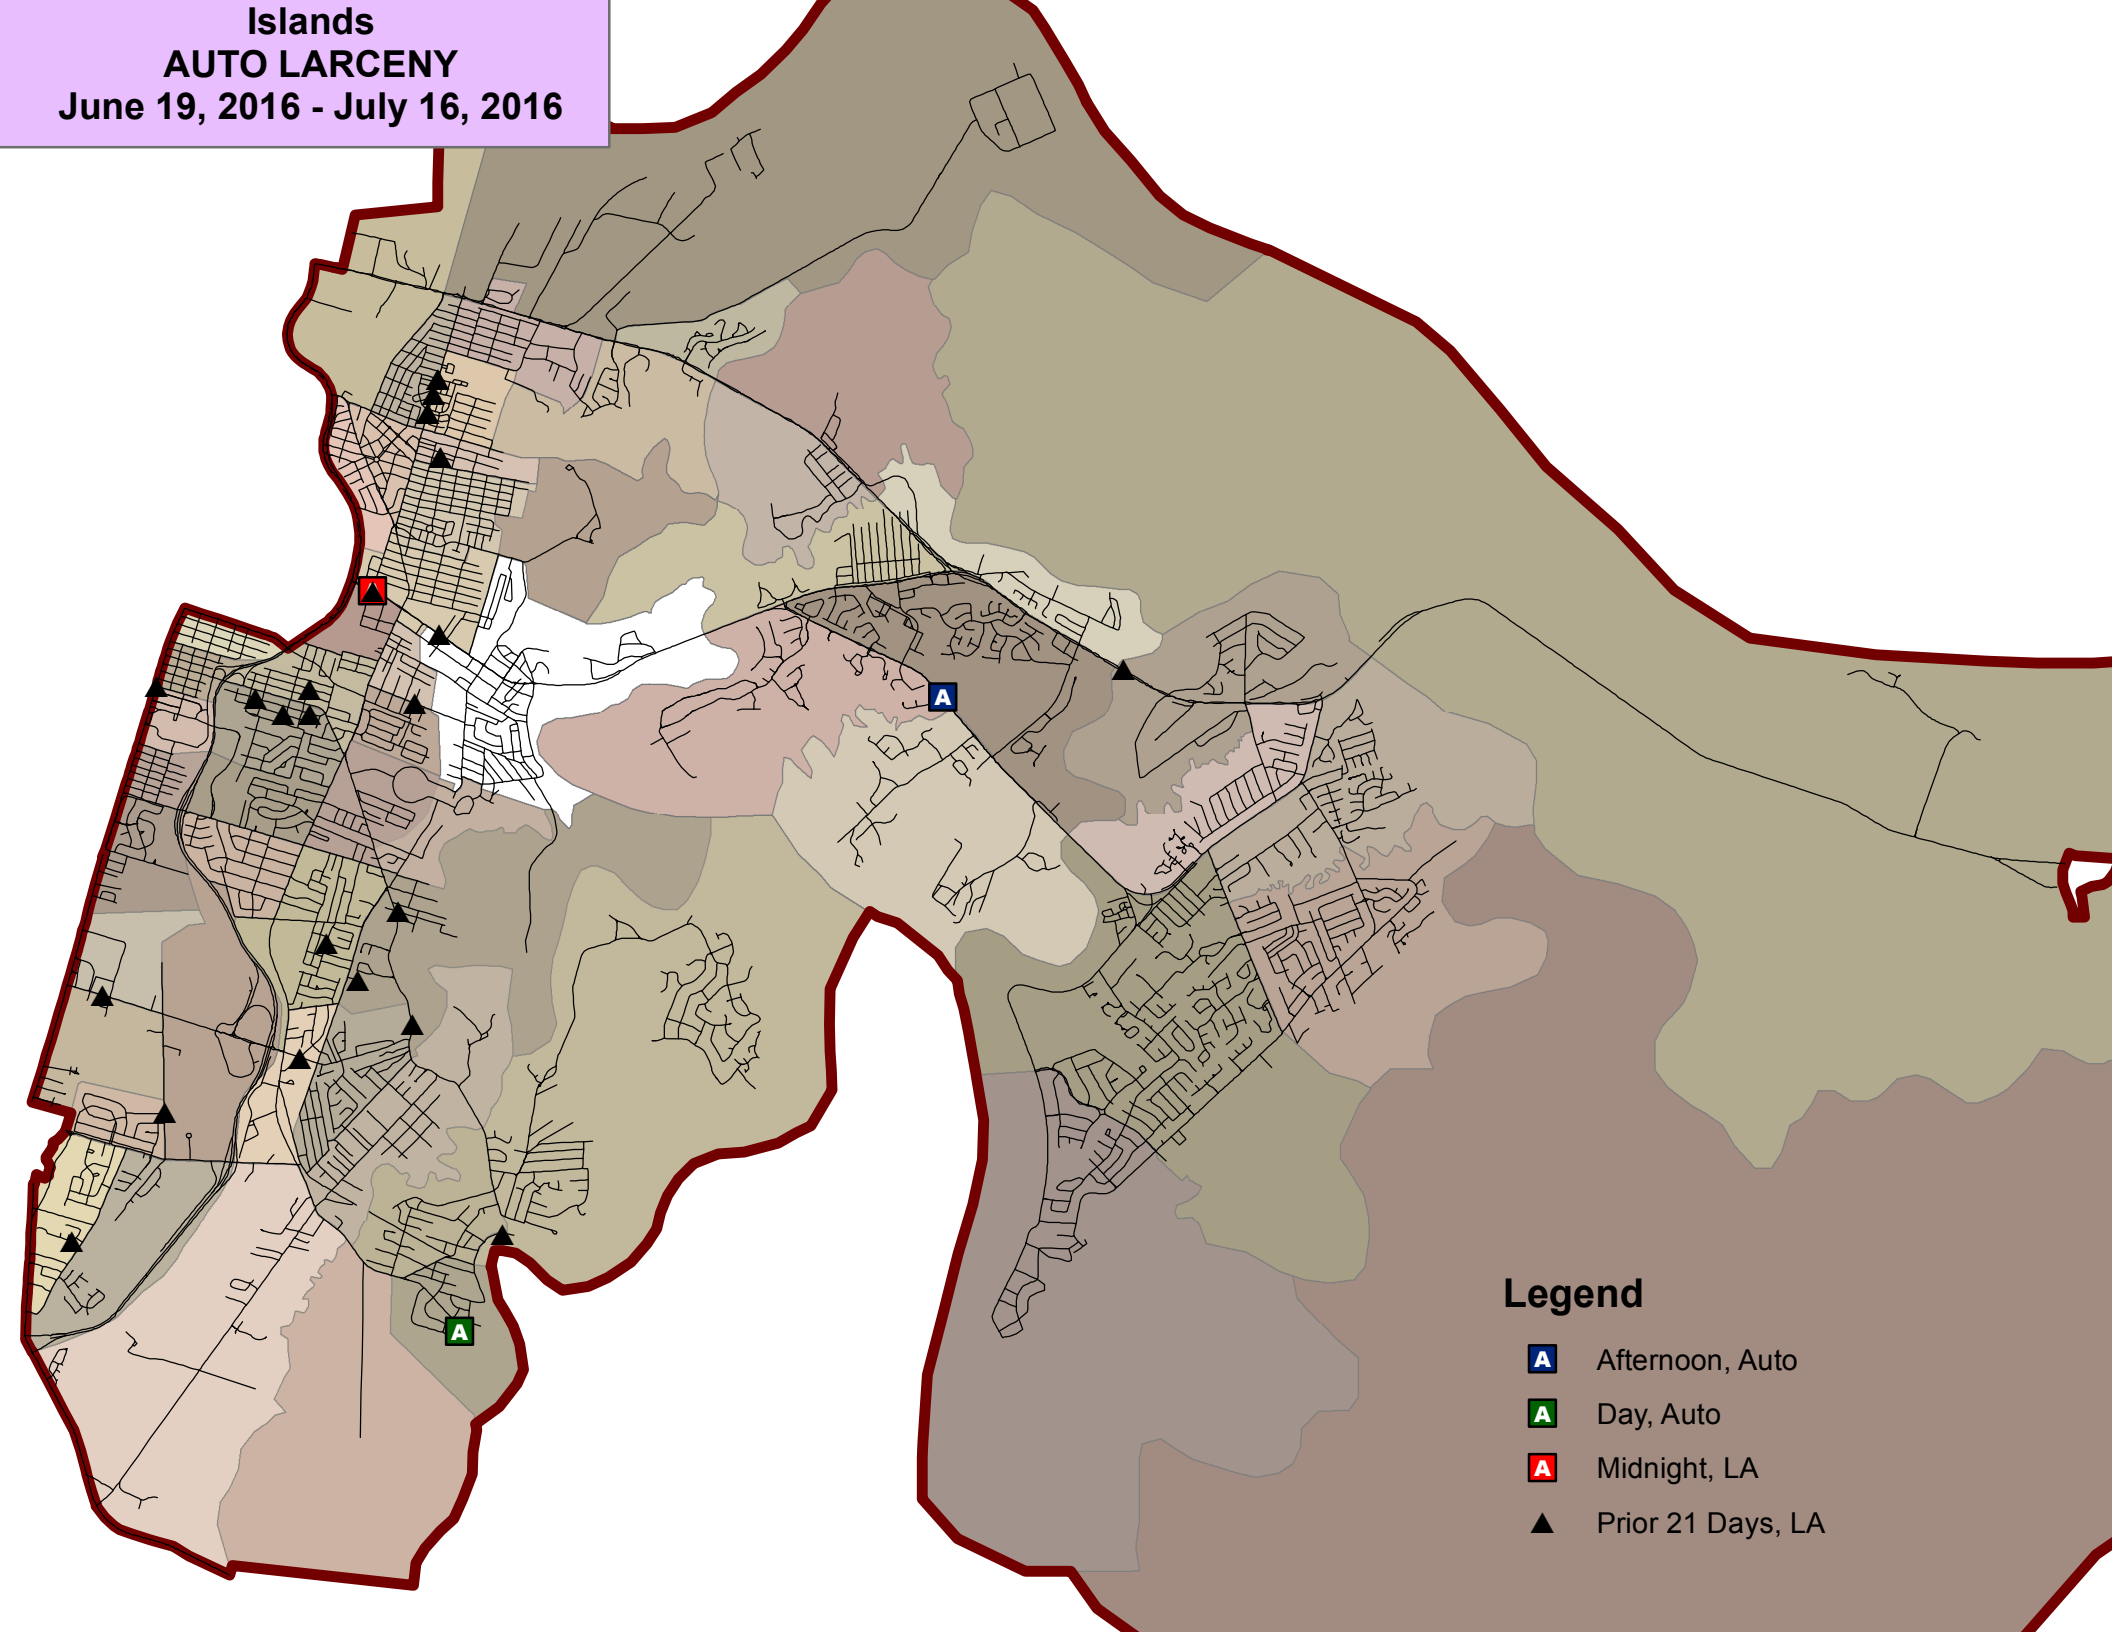 Islands
AUTO LARCENY
June 19, 2016 - July 16, 2016
A
A
Legend
A Afternoon, Auto
A Day, Auto
A Midnight, LA
Prior 21 Days, LA